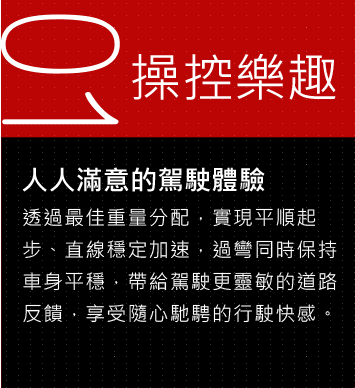 01
操控樂趣
人人滿意的駕駛體驗
透過最佳重量分配，實現平順起
步、直線穩定加速，過彎同時保持
車身平穩，帶給駕駛更靈敏的道路
反饋，享受隨心馳騁的行駛快感。